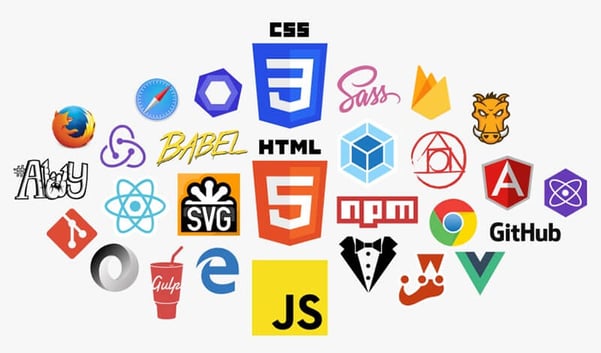 CSS
3
Sass
BABEL
HTML
#A11Y
SVG
5
npm
A
GitHub
Gulp
JS